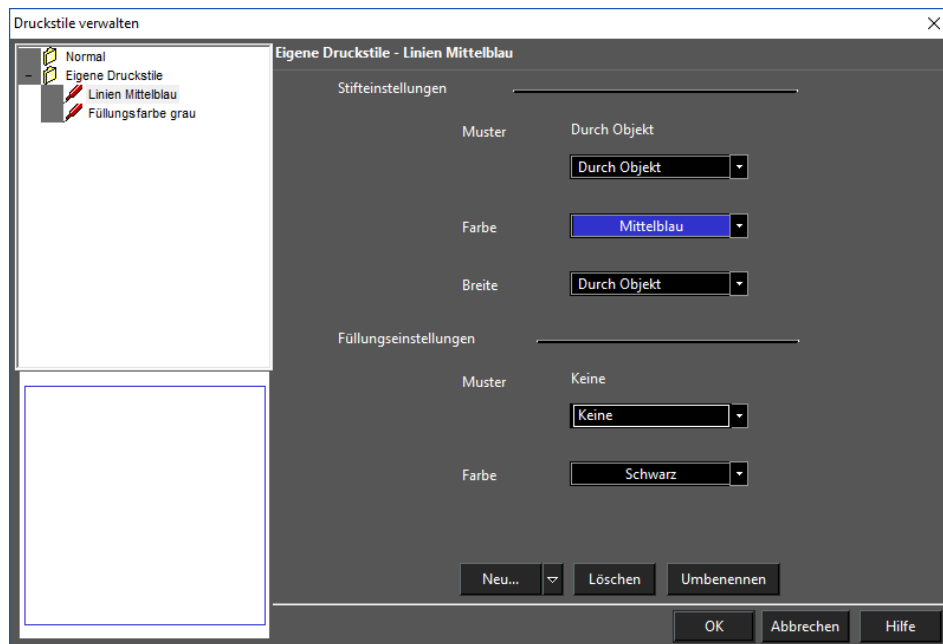 Druckstile verwalten
Normal
Eigene Druckstile
Linien Mittelblau
Füllungsfarbe grau
Eigene Druckstile - Linien Mittelblau
Stifteinstellungen
Muster Durch Objekt
Durch Objekt
Farbe Mittelblau
Breite Durch Objekt
Füllungseinstellungen
Muster Keine
Keine
Farbe Schwarz
Neu... Löschen Umbenennen
OK Abbrechen Hilfe